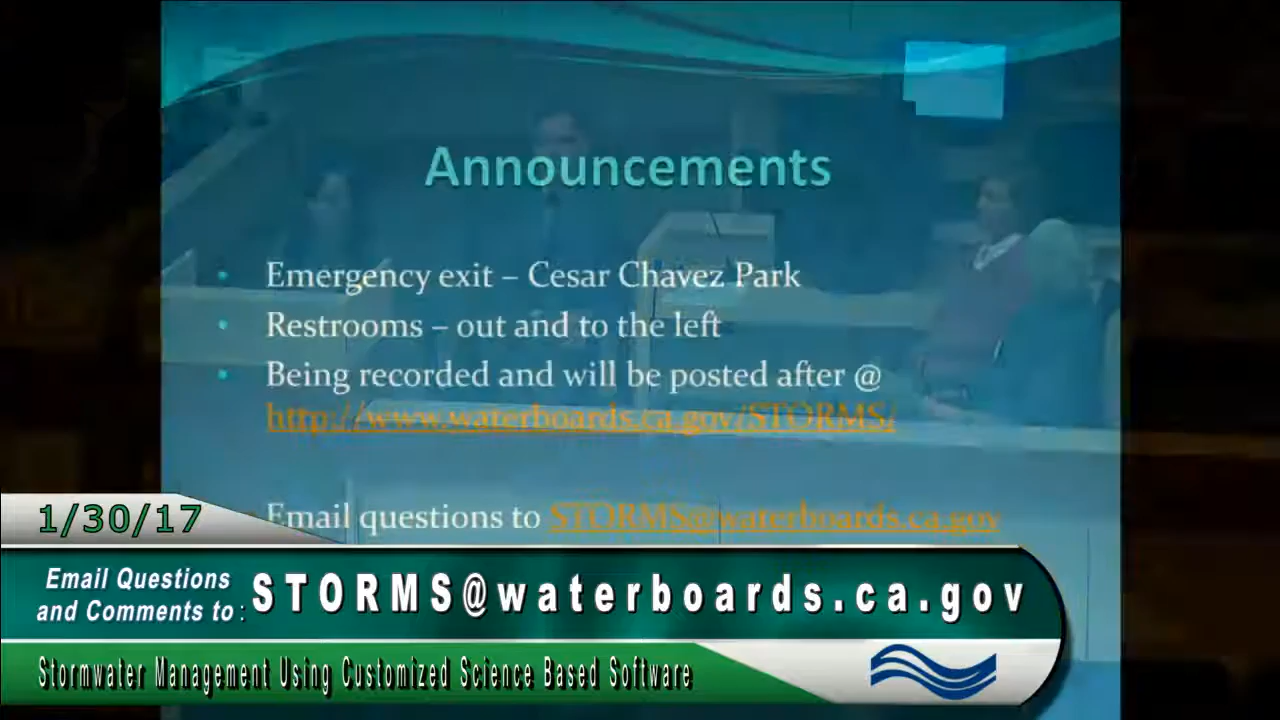 Announcements
• Emergency exit – Cesar Chavez Park
• Restrooms – out and to the left
• Being recorded and will be posted after @
http://www.waterboards.ca.gov/STORMS/
Email questions to STORMS@waterboards.ca.gov
1/30/17
Email Questions
and Comments to:
STORMS@waterboards.ca.gov
Stormwater Management Using Customized Science Based Software